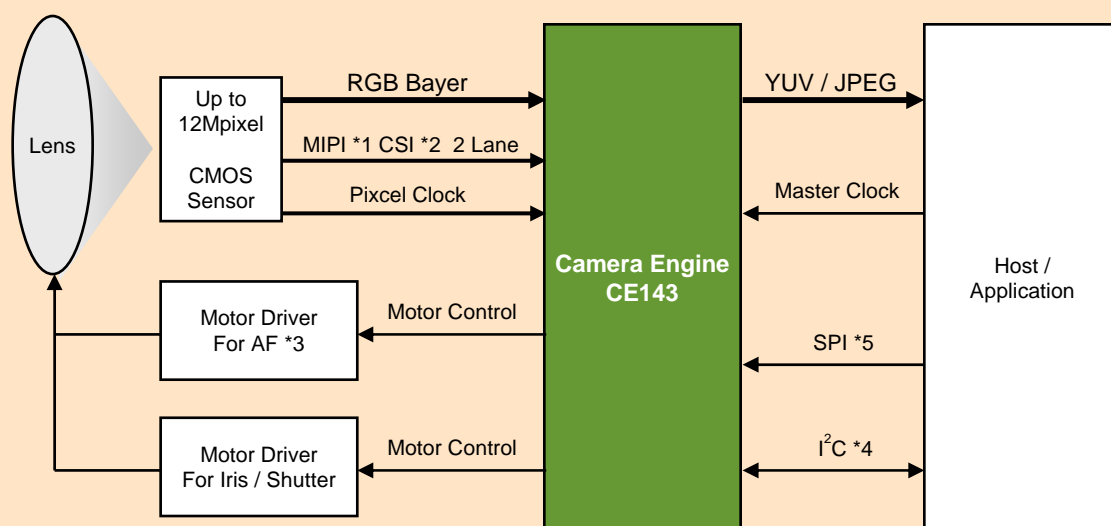 Lens
Up to
12Mpixel
CMOS
Sensor
RGB Bayer
MIPI *1 CSI *2  2 Lane
Pixcel Clock
Motor Driver
For AF *3
Motor Control
Motor Driver
For Iris / Shutter
Motor Control
Camera Engine
CE143
YUV / JPEG
Master Clock
SPI *5
I²C *4
Host /
Application